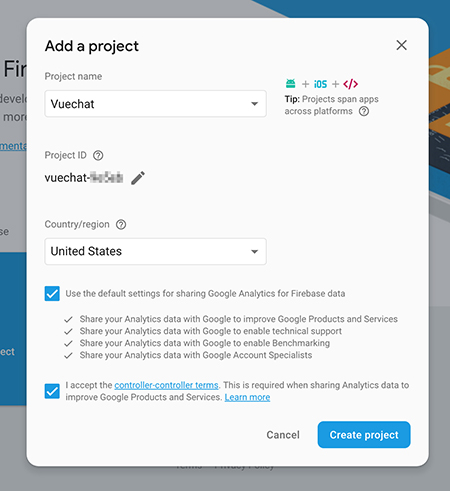 Add a project
Project name
Vuechat
+ iOS + </>
Tip: Projects span apps
across platforms
Project ID
vuechat-
Country/region
United States
Use the default settings for sharing Google Analytics for Firebase data
Share your Analytics data with Google to improve Google Products and Services
Share your Analytics data with Google to enable technical support
Share your Analytics data with Google to enable Benchmarking
Share your Analytics data with Google Account Specialists
I accept the controller-controller terms. This is required when sharing Analytics data to
improve Google Products and Services. Learn more
Cancel
Create project
Terms Privacy Policy